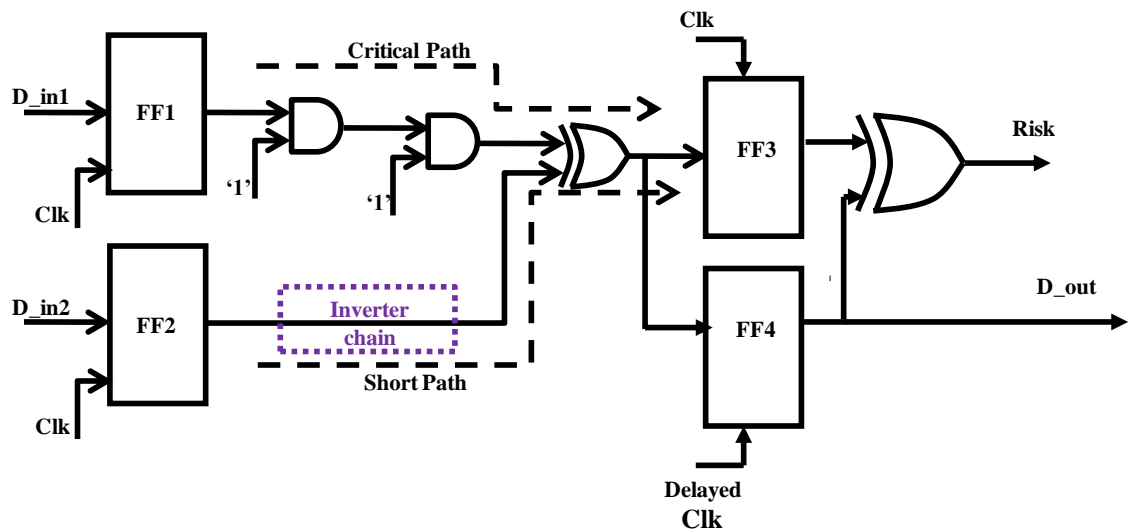 Clk
Critical Path
D_in1
FF1
Risk
FF3
'1'
'1'
Clk
D_in2
FF2
Inverter
chain
D_out
FF4
Short Path
Clk
Delayed
Clk